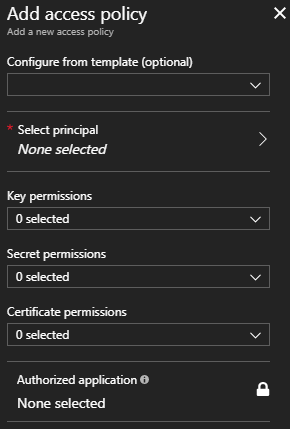 Add access policy
Add a new access policy
Configure from template (optional)
* Select principal
None selected
Key permissions
0 selected
Secret permissions
0 selected
Certificate permissions
0 selected
Authorized application
None selected